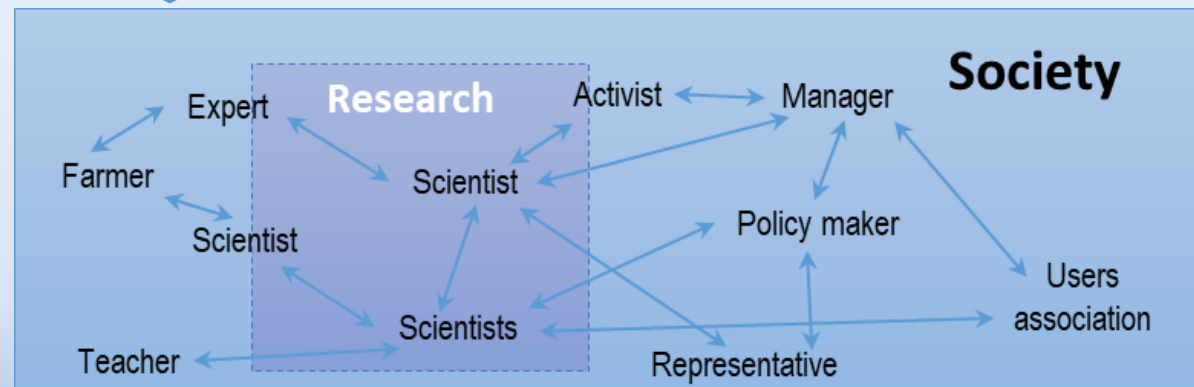 Society
Research
Activist
Manager
Expert
Farmer
Scientist
Scientist
Policy maker
Users
association
Scientists
Teacher
Representative